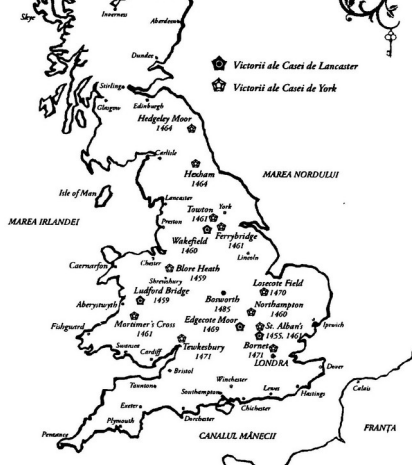 Skye
Inverness
Aberdeen
Dundee
Victorii ale Casei de Lancaster
Victorii ale Casei de York
Stirling
Glasgow
Edinburgh
Hedgeley Moor
1464
Carlisle
Hexham
1464
MAREA NORDULUI
Isle of Man
Lancaster
Towton
1461
York
MAREA IRLANDEI
Preston
Wakefield
1460
Ferrybridge
1461
Lincoln
Caernarfon
Chester
Blore Heath
1459
Shrewsbury
Ludford Bridge
1459
Losecote Field
1470
Aberystwyth
Bosworth
1485
Northampton
1460
Fishguard
Mortimer's Cross
1461
Edgecote Moor
1469
St. Alban's
1455, 1461
Ipswich
Swansea
Cardiff
Tewkesbury
1471
Bornet
1471
LONDRA
Bristol
Dover
Taunton
Winchester
Southampton
Lewes
Hastings
Calais
Exeter
Chichester
Dorchester
Plymouth
Penzance
CANALUL MÂNECII
FRANȚA